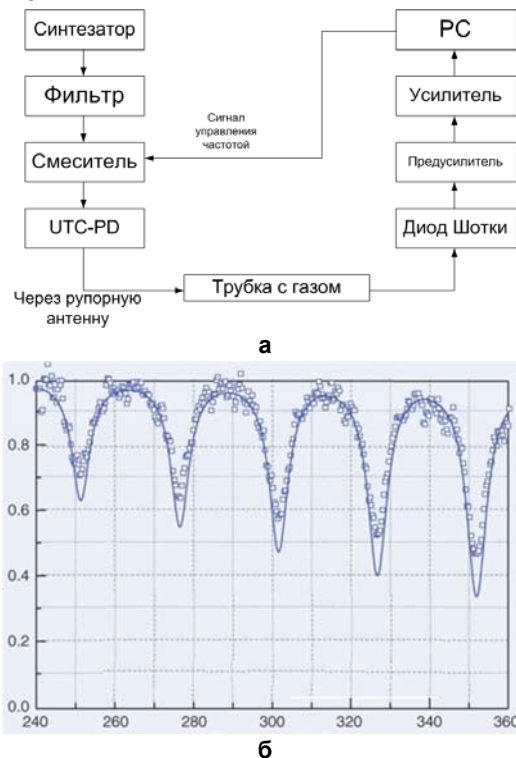 Синтезатор
PC
Фильтр
Усилитель
Сигнал
управления
частотой
Смеситель
Предусилитель
UTC-PD
Диод Шотки
Через рупорную
антенну
Трубка с газом
а
1.0
0.8
0.6
0.4
0.2
0.0
240 260 280 300 320 340 360
б